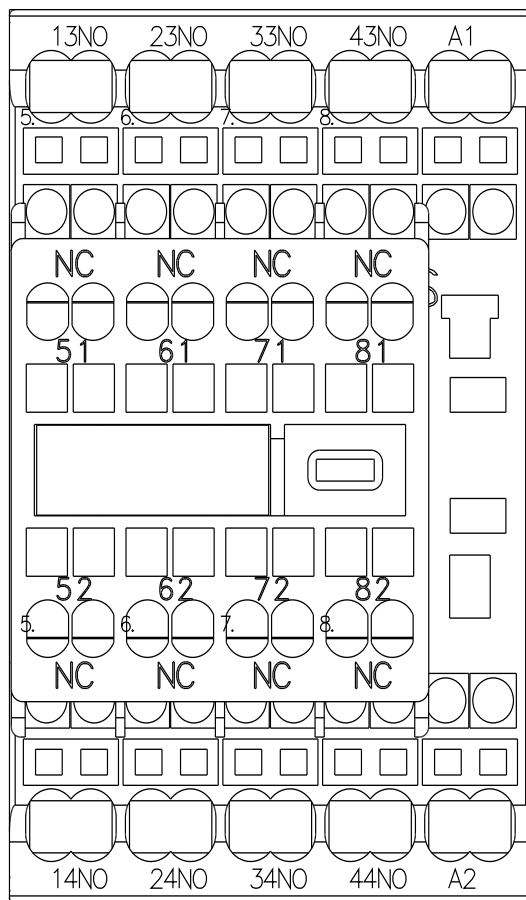 13NO 23NO 33NO 43NO A1
5. 6. 7. 8.
NC NC NC NC
51 61 71 81
52 62 72 82
5. 6. 7. 8.
NC NC NC NC
14NO 24NO 34NO 44NO A2